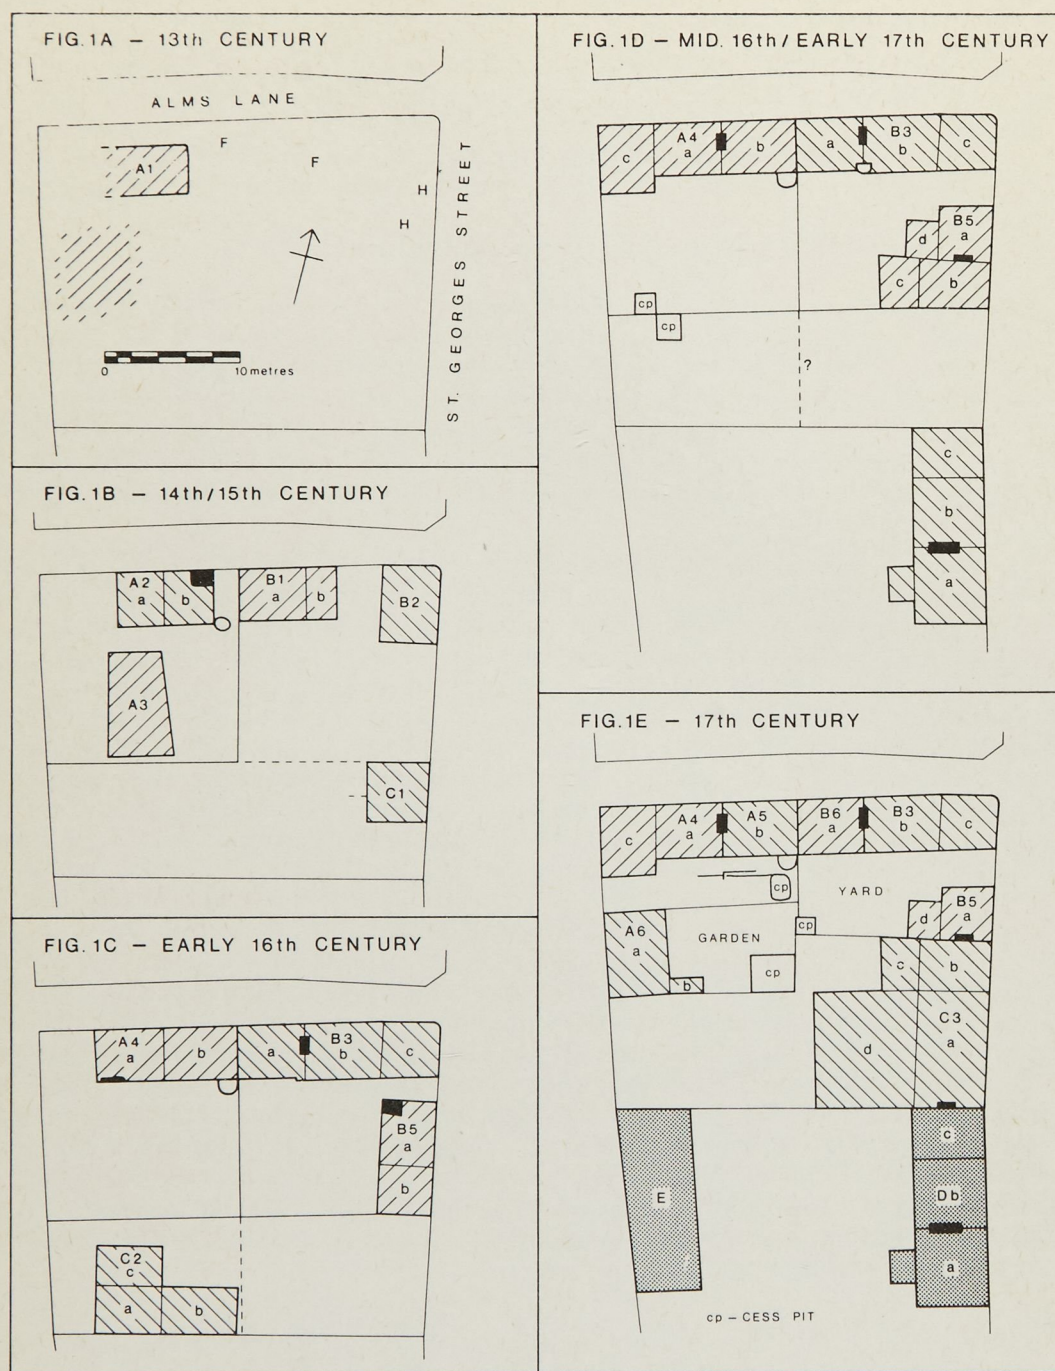 FIG.1A – 13th CENTURY
ALMS LANE
F
F
A1
H
H
ST. GEORGES STREET
0 10metres
FIG.1B – 14th/15th CENTURY
A2 B1
a b a b B2
A3
C1
FIG.1C – EARLY 16th CENTURY
A4 B3
a b a b c
B5
a
b
C2
c
a b
FIG.1D – MID. 16th/EARLY 17th CENTURY
A4 B3
c a b a b c
B5
d a
c b
cp
cp
?
c
b
a
FIG.1E – 17th CENTURY
A4 A5 B6 B3
c a b a b c
cp YARD
B5
d a
A6
a GARDEN cp
b cp c b
C3
a
d
c
E Db
a
cp – CESS PIT